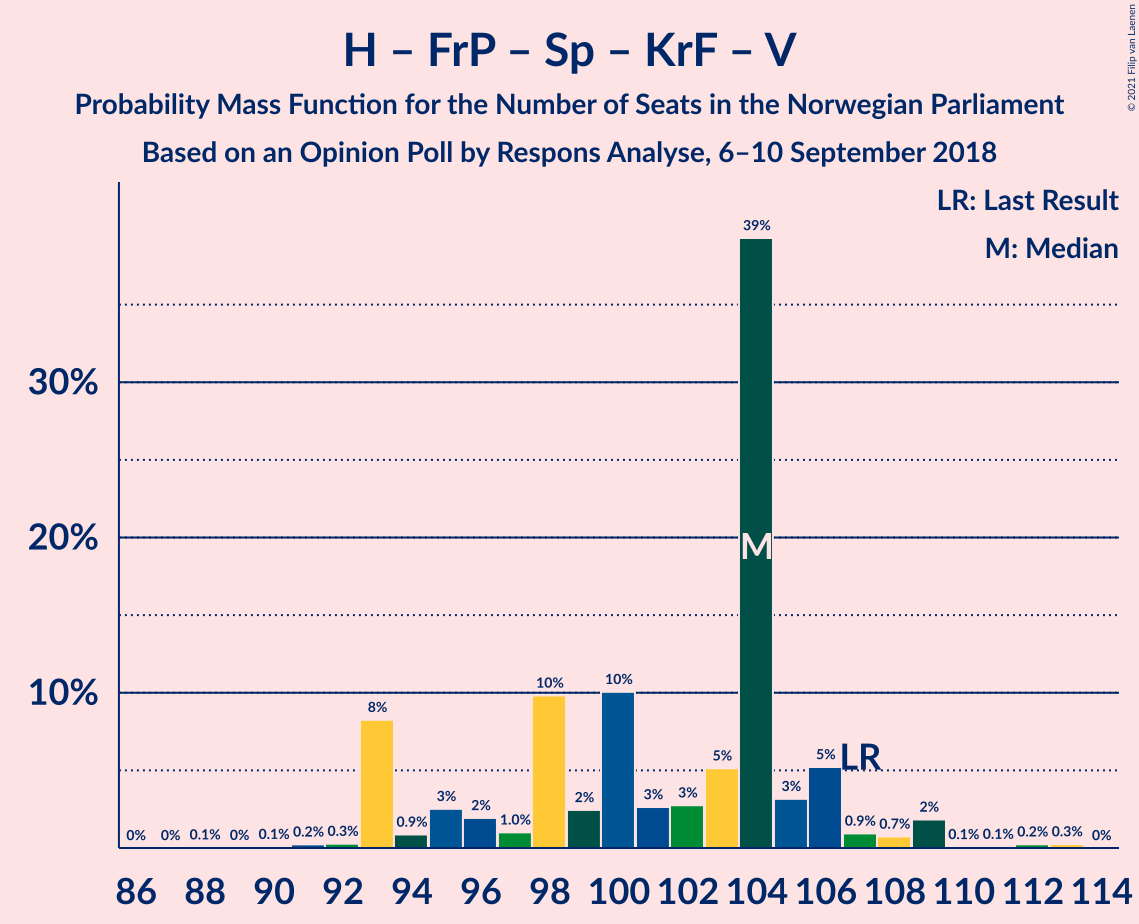 © 2021 Filip van Laenen
H – FrP – Sp – KrF – V
Probability Mass Function for the Number of Seats in the Norwegian Parliament
Based on an Opinion Poll by Respons Analyse, 6–10 September 2018
LR: Last Result
M: Median
30%
20%
10%
0% 0% 0.1% 0% 0.1% 0.2% 0.3% 8% 0.9% 3% 2% 1.0% 10% 2% 10% 3% 3% 5% 39% 3% 5% 0.9% 0.7% 2% 0.1% 0.1% 0.2% 0.3% 0%
M
LR
86 88 90 92 94 96 98 100 102 104 106 108 110 112 114